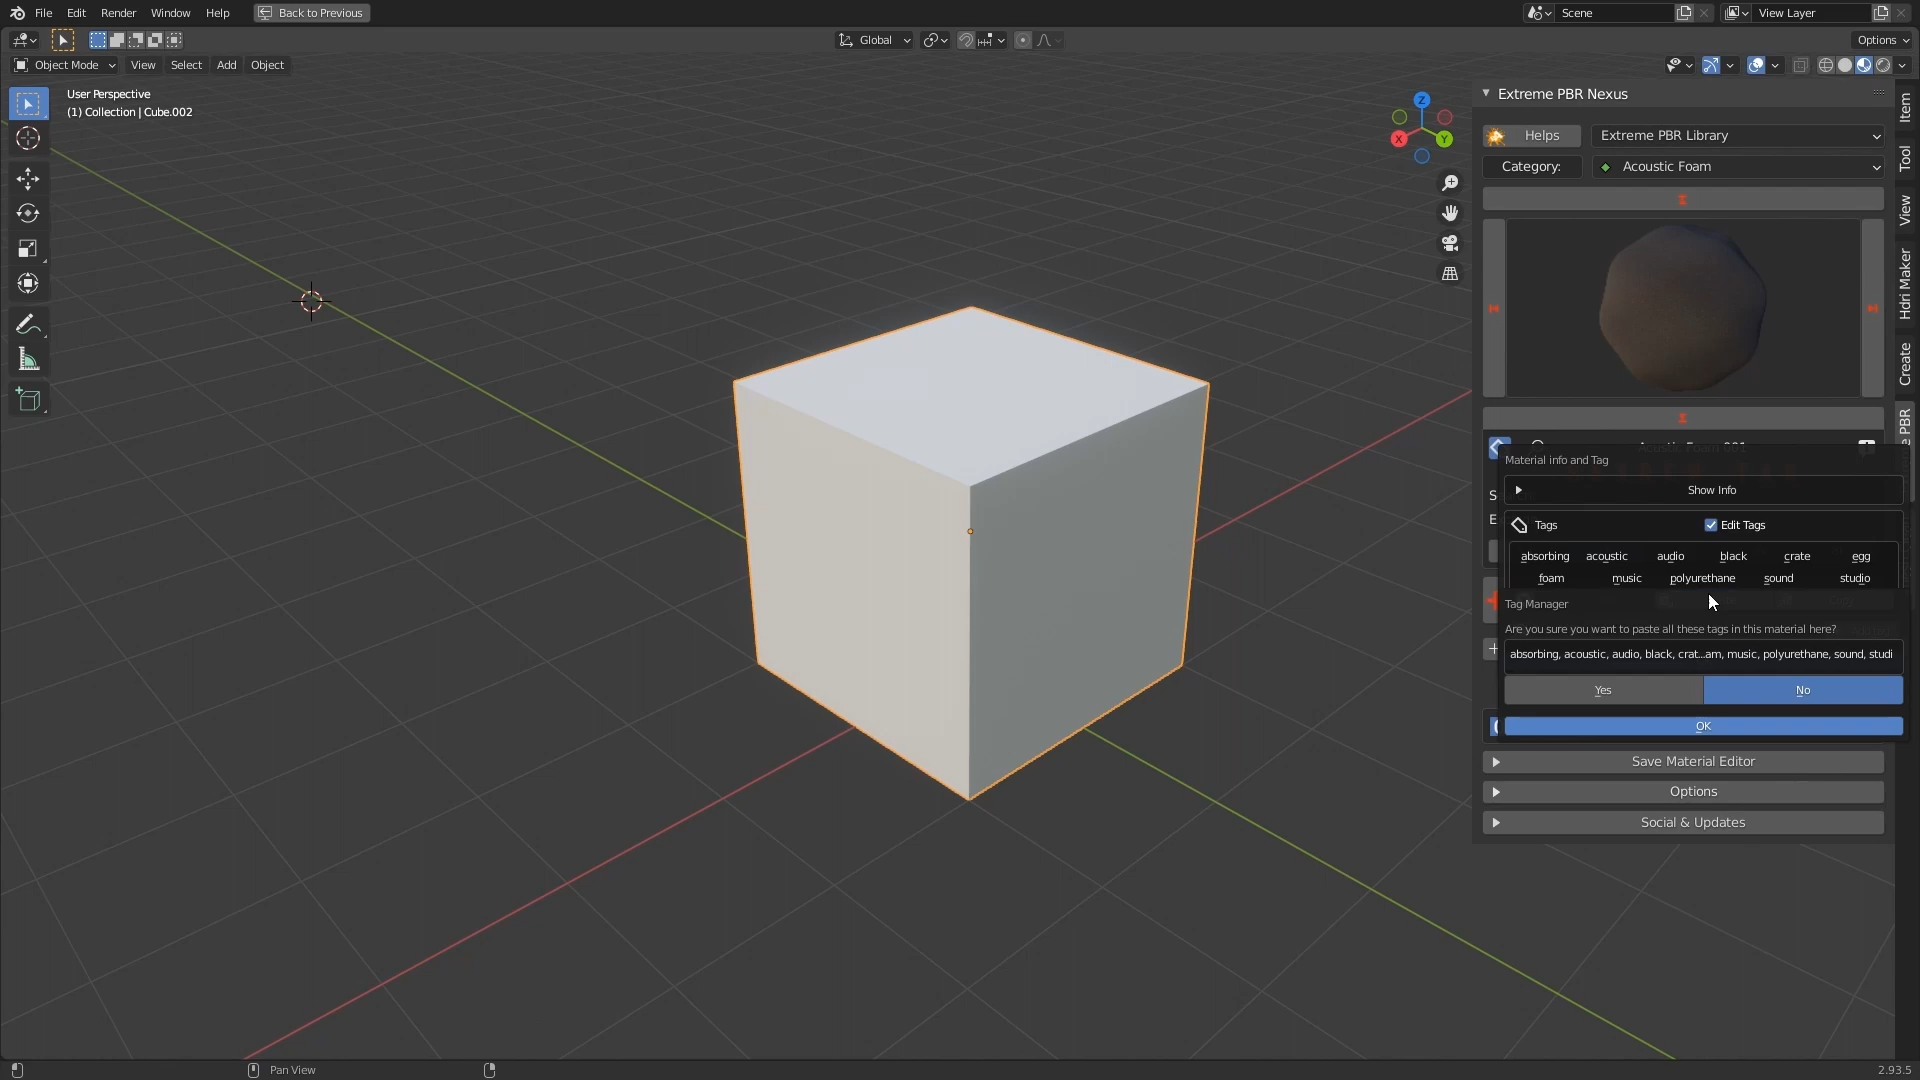 File Edit Render Window Help Back to Previous Scene View Layer
Global Options
Object Mode View Select Add Object
User Perspective
(1) Collection | Cube.002
Z
X
Y
Extreme PBR Nexus
Helps Extreme PBR Library
Category: Acoustic Foam
Material info and Tag
Show Info
Tags Edit Tags
absorbing acoustic audio black crate egg
foam music polyurethane sound studio
Tag Manager
Are you sure you want to paste all these tags in this material here?
absorbing, acoustic, audio, black, crat...am, music, polyurethane, sound, studi
Yes No
OK
Save Material Editor
Options
Social & Updates
Item
Tool
View
Hdri Maker
Create
e PBR
Pan View 2.93.5